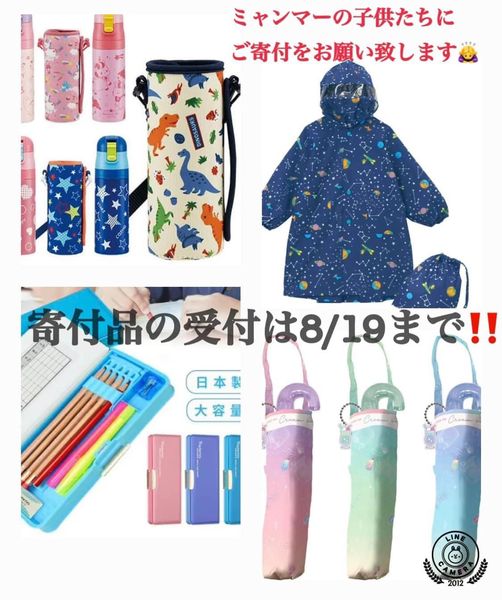 ミャンマーの子供たちに
ご寄付をお願い致します🙇‍♀️
寄付品の受付は8/19まで‼️
日本製
大容量
LINE
CAMERA
2012